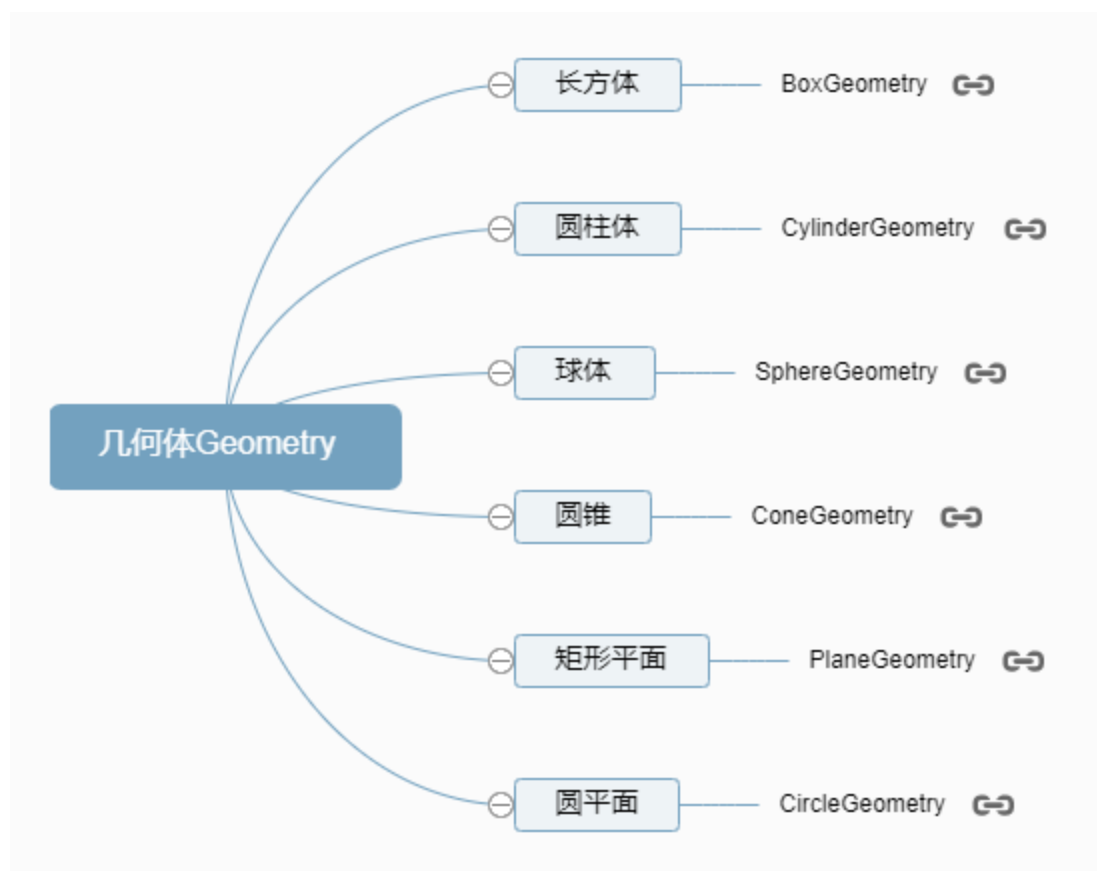 长方体 BoxGeometry
圆柱体 CylinderGeometry
球体 SphereGeometry
几何体Geometry
圆锥 ConeGeometry
矩形平面 PlaneGeometry
圆平面 CircleGeometry